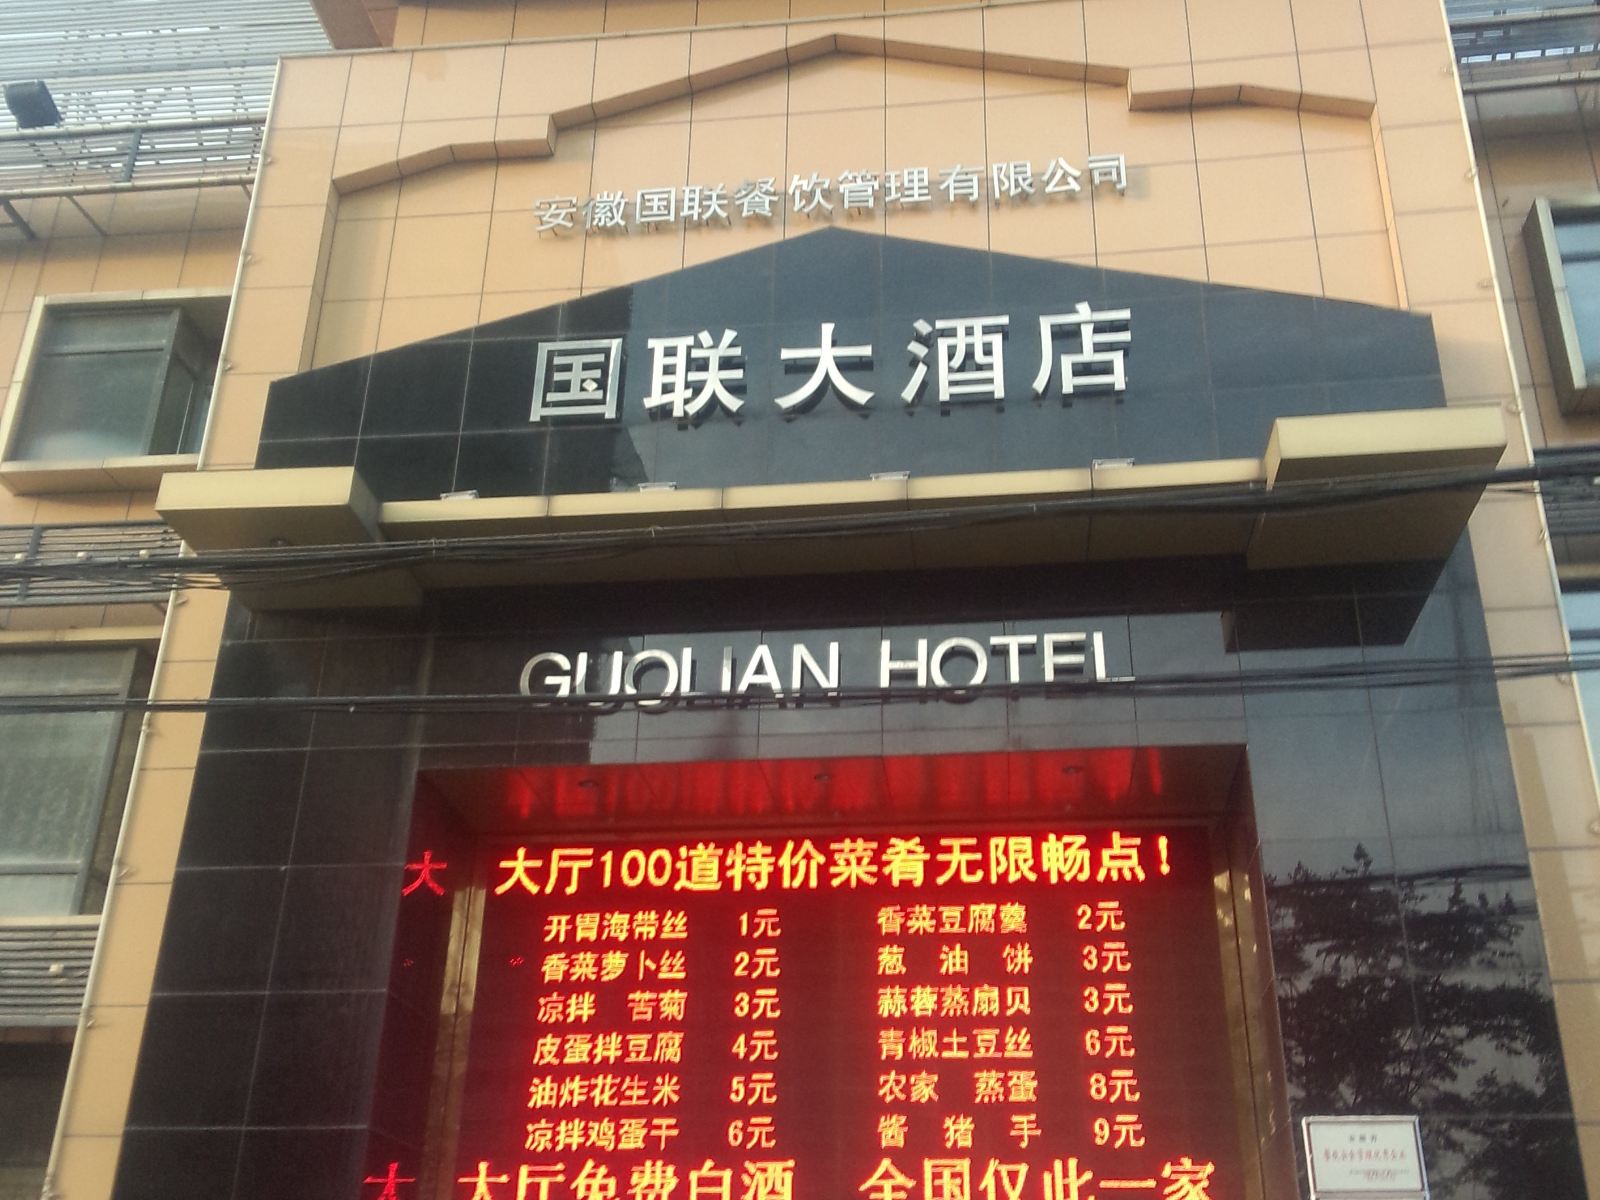 安徽国联餐饮管理有限公司
国联大酒店
GUOLIAN HOTEL
大厅100道特价菜肴无限畅点！
大
开胃海带丝 1元 香菜豆腐羹 2元
香菜萝卜丝 2元 葱油饼 3元
凉拌苦菊 3元 蒜蓉蒸扇贝 3元
皮蛋拌豆腐 4元 青椒土豆丝 6元
油炸花生米 5元 农家蒸蛋 8元
凉拌鸡蛋干 6元 酱猪手 9元
大 大厅免费白酒 全国仅此一家